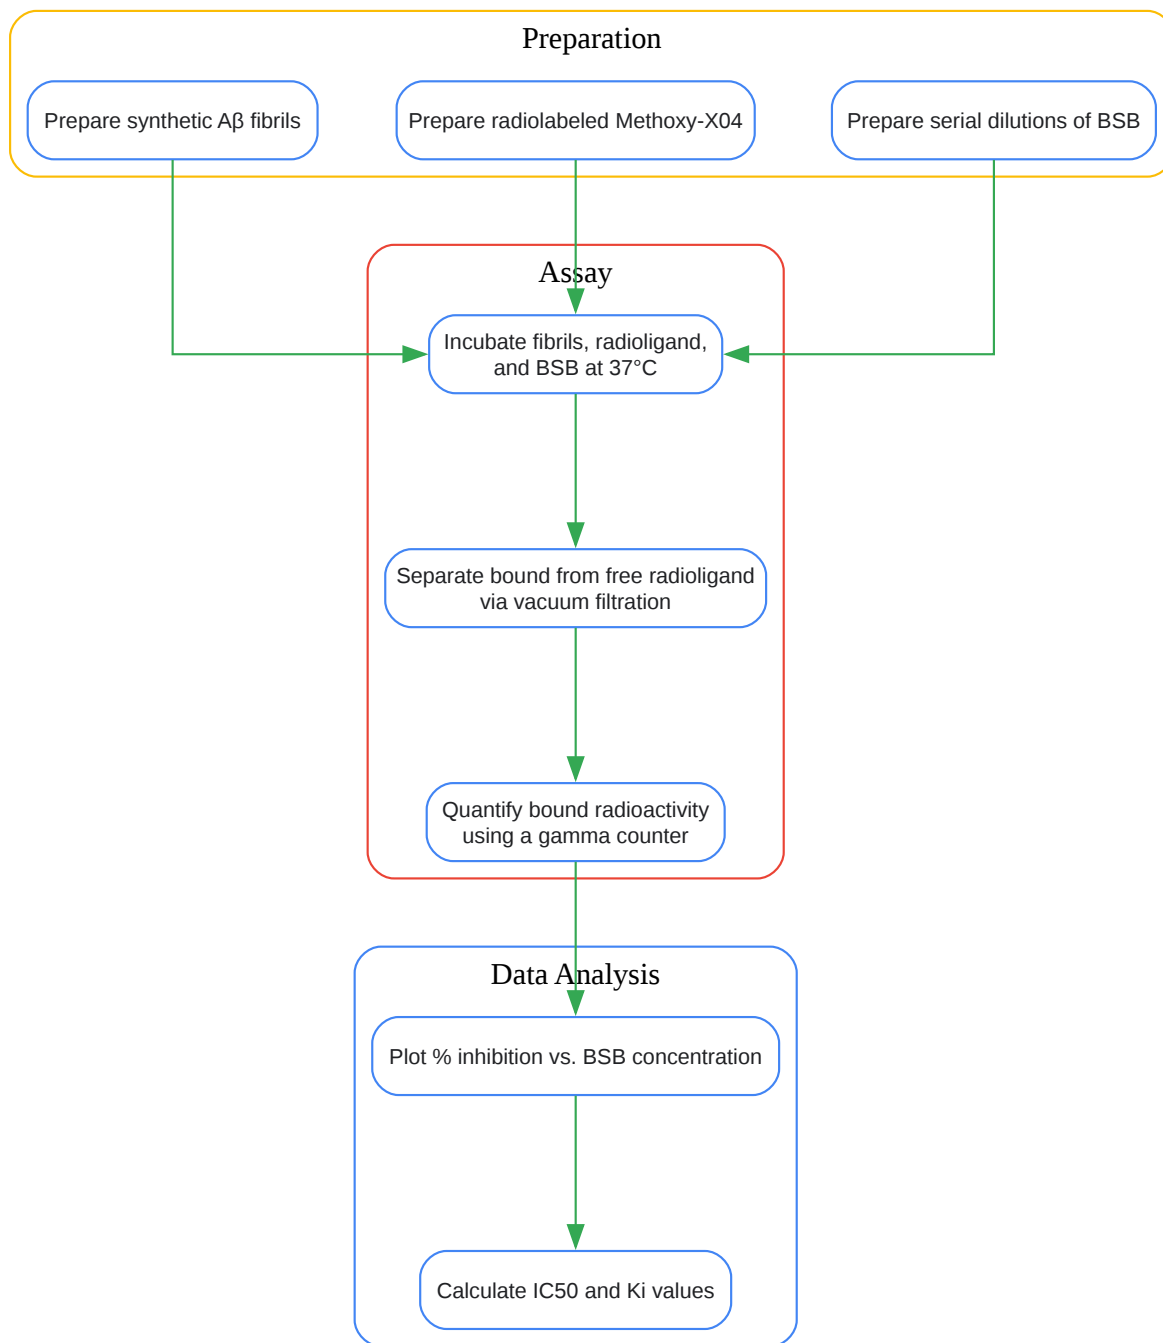 Preparation
Prepare synthetic Aβ fibrils
Prepare radiolabeled Methoxy-X04
Prepare serial dilutions of BSB
Assay
Incubate fibrils, radioligand,
and BSB at 37°C
Separate bound from free radioligand
via vacuum filtration
Quantify bound radioactivity
using a gamma counter
Data Analysis
Plot % inhibition vs. BSB concentration
Calculate IC50 and Ki values